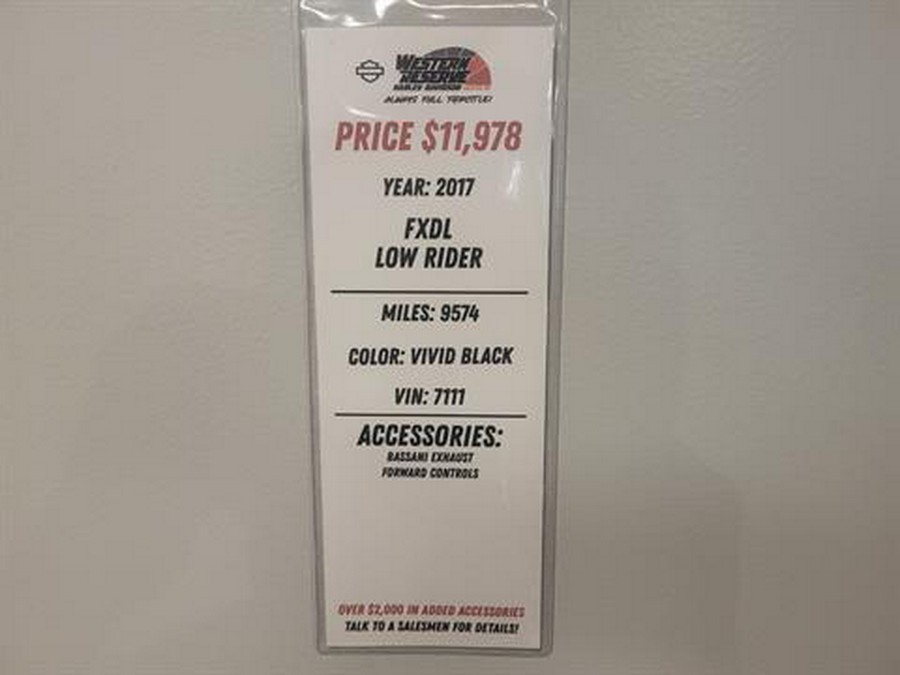 WESTERN
RESERVE
HARLEY-DAVIDSON
ALWAYS FULL THROTTLE!
PRICE $11,978
YEAR: 2017
FXDL
LOW RIDER
MILES: 9574
COLOR: VIVID BLACK
VIN: 7111
ACCESSORIES:
BASSANI EXHAUST
FORWARD CONTROLS
OVER $2,000 IN ADDED ACCESSORIES
TALK TO A SALESMEN FOR DETAILS!